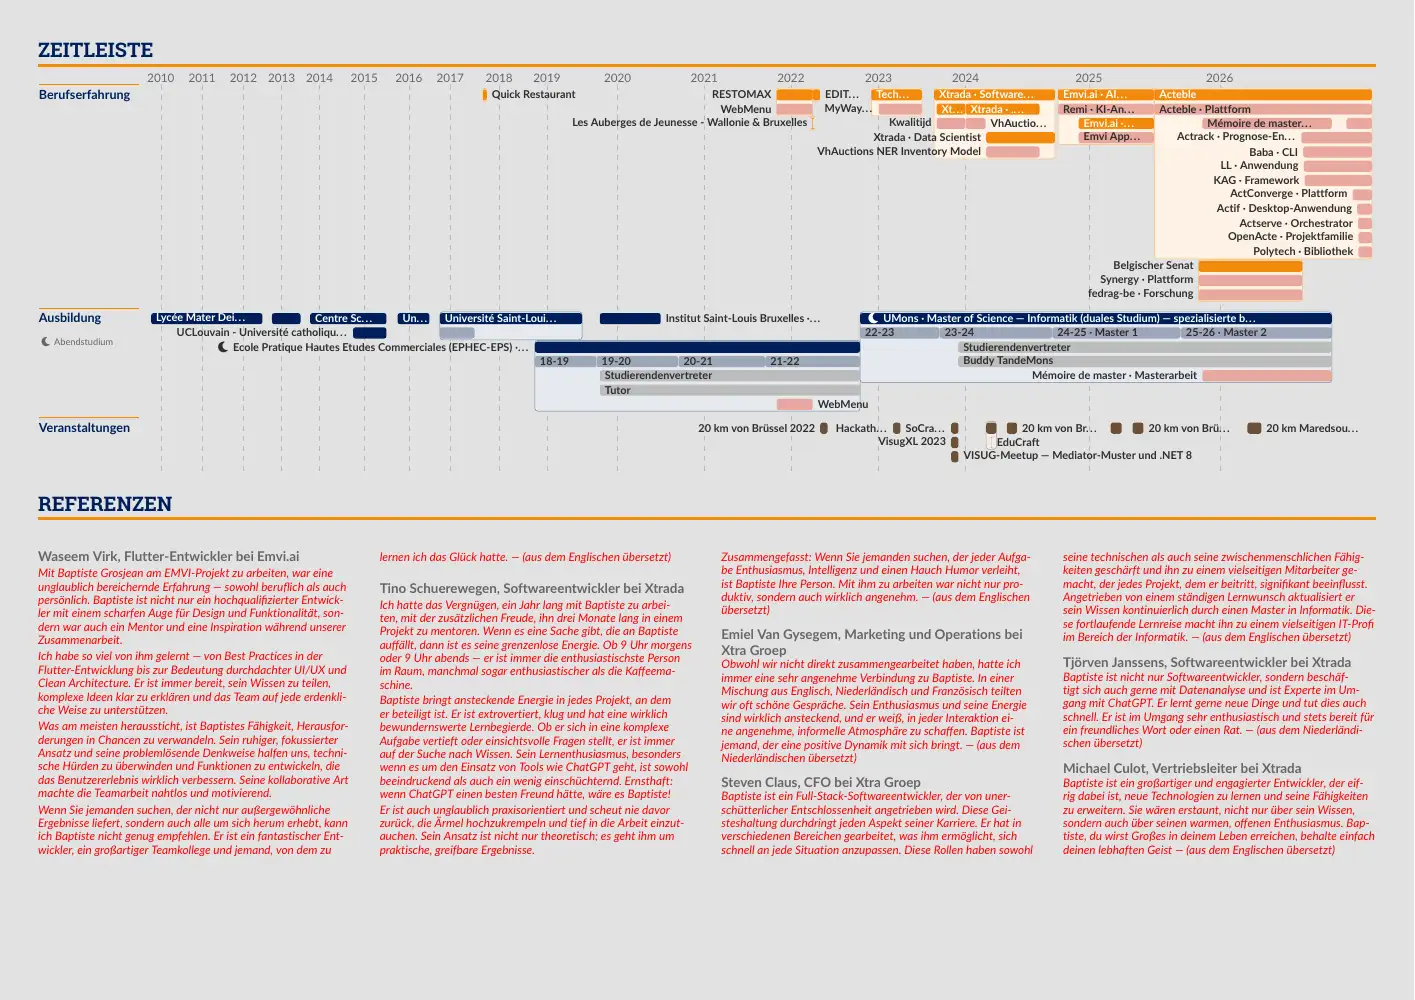 ZEITLEISTE
2010 2011 2012 2013 2014 2015 2016 2017 2018 2019 2020 2021 2022 2023 2024 2025 2026
Berufserfahrung
Quick Restaurant RESTOMAX EDIT… Tech… Xtrada · Software… Emvi.ai · AI… Acteble
WebMenu MyWay… Xt… Xtrada · … Remi · KI-An… Acteble · Plattform
Les Auberges de Jeunesse - Wallonie & Bruxelles Kwalitijd VhAuctio… Emvi.ai ·… Mémoire de master…
Xtrada · Data Scientist Emvi App… Actrack · Prognose-En…
VhAuctions NER Inventory Model Baba · CLI
LL · Anwendung
KAG · Framework
ActConverge · Plattform
Actif · Desktop-Anwendung
Actserve · Orchestrator
OpenActe · Projektfamilie
Polytech · Bibliothek
Belgischer Senat
Synergy · Plattform
fedrag-be · Forschung
Ausbildung
Lycée Mater Dei… Centre Sc… Un… Université Saint-Loui… Institut Saint-Louis Bruxelles ·… UMons · Master of Science — Informatik (duales Studium) — spezialisierte b…
UCLouvain - Université catholiqu… 22-23 23-24 24-25 · Master 1 25-26 · Master 2
Abendstudium
Ecole Pratique Hautes Etudes Commerciales (EPHEC-EPS) ·… Studierendenvertreter
18-19 19-20 20-21 21-22 Buddy TandeMons
Studierendenvertreter Mémoire de master · Masterarbeit
Tutor
WebMenu
Veranstaltungen
20 km von Brüssel 2022 Hackath… SoCra… 20 km von Br… 20 km von Brü… 20 km Maredsou…
VisugXL 2023 EduCraft
VISUG-Meetup — Mediator-Muster und .NET 8
REFERENZEN
Waseem Virk, Flutter-Entwickler bei Emvi.ai
Mit Baptiste Grosjean am EMVI-Projekt zu arbeiten, war eine
unglaublich bereichernde Erfahrung — sowohl beruflich als auch
persönlich. Baptiste ist nicht nur ein hochqualifizierter Entwick-
ler mit einem scharfen Auge für Design und Funktionalität, son-
dern war auch ein Mentor und eine Inspiration während unserer
Zusammenarbeit.
Ich habe so viel von ihm gelernt — von Best Practices in der
Flutter-Entwicklung bis zur Bedeutung durchdachter UI/UX und
Clean Architecture. Er ist immer bereit, sein Wissen zu teilen,
komplexe Ideen klar zu erklären und das Team auf jede erdenkli-
che Weise zu unterstützen.
Was am meisten heraussticht, ist Baptistes Fähigkeit, Herausfor-
derungen in Chancen zu verwandeln. Sein ruhiger, fokussierter
Ansatz und seine problemlösende Denkweise halfen uns, techni-
sche Hürden zu überwinden und Funktionen zu entwickeln, die
das Benutzererlebnis wirklich verbessern. Seine kollaborative Art
machte die Teamarbeit nahtlos und motivierend.
Wenn Sie jemanden suchen, der nicht nur außergewöhnliche
Ergebnisse liefert, sondern auch alle um sich herum erhebt, kann
ich Baptiste nicht genug empfehlen. Er ist ein fantastischer Ent-
wickler, ein großartiger Teamkollege und jemand, von dem zu
lernen ich das Glück hatte. — (aus dem Englischen übersetzt)
Tino Schuerewegen, Softwareentwickler bei Xtrada
Ich hatte das Vergnügen, ein Jahr lang mit Baptiste zu arbei-
ten, mit der zusätzlichen Freude, ihn drei Monate lang in einem
Projekt zu mentoren. Wenn es eine Sache gibt, die an Baptiste
auffällt, dann ist es seine grenzenlose Energie. Ob 9 Uhr morgens
oder 9 Uhr abends — er ist immer die enthusiastischste Person
im Raum, manchmal sogar enthusiastischer als die Kaffeema-
schine.
Baptiste bringt ansteckende Energie in jedes Projekt, an dem
er beteiligt ist. Er ist extrovertiert, klug und hat eine wirklich
bewundernswerte Lernbegierde. Ob er sich in eine komplexe
Aufgabe vertieft oder einsichtsvolle Fragen stellt, er ist immer
auf der Suche nach Wissen. Sein Lernenthusiasmus, besonders
wenn es um den Einsatz von Tools wie ChatGPT geht, ist sowohl
beeindruckend als auch ein wenig einschüchternd. Ernsthaft:
wenn ChatGPT einen besten Freund hätte, wäre es Baptiste!
Er ist auch unglaublich praxisorientiert und scheut nie davor
zurück, die Ärmel hochzukrempeln und tief in die Arbeit einzut-
auchen. Sein Ansatz ist nicht nur theoretisch; es geht ihm um
praktische, greifbare Ergebnisse.
Zusammengefasst: Wenn Sie jemanden suchen, der jeder Aufga-
be Enthusiasmus, Intelligenz und einen Hauch Humor verleiht,
ist Baptiste Ihre Person. Mit ihm zu arbeiten war nicht nur pro-
duktiv, sondern auch wirklich angenehm. — (aus dem Englischen
übersetzt)
Emiel Van Gysegem, Marketing und Operations bei
Xtra Groep
Obwohl wir nicht direkt zusammengearbeitet haben, hatte ich
immer eine sehr angenehme Verbindung zu Baptiste. In einer
Mischung aus Englisch, Niederländisch und Französisch teilten
wir oft schöne Gespräche. Sein Enthusiasmus und seine Energie
sind wirklich ansteckend, und er weiß, in jeder Interaktion ei-
ne angenehme, informelle Atmosphäre zu schaffen. Baptiste ist
jemand, der eine positive Dynamik mit sich bringt. — (aus dem
Niederländischen übersetzt)
Steven Claus, CFO bei Xtra Groep
Baptiste ist ein Full-Stack-Softwareentwickler, der von uner-
schütterlicher Entschlossenheit angetrieben wird. Diese Gei-
steshaltung durchdringt jeden Aspekt seiner Karriere. Er hat in
verschiedenen Bereichen gearbeitet, was ihm ermöglicht, sich
schnell an jede Situation anzupassen. Diese Rollen haben sowohl
seine technischen als auch seine zwischenmenschlichen Fähig-
keiten geschärft und ihn zu einem vielseitigen Mitarbeiter ge-
macht, der jedes Projekt, dem er beitritt, signifikant beeinflusst.
Angetrieben von einem ständigen Lernwunsch aktualisiert er
sein Wissen kontinuierlich durch einen Master in Informatik. Die-
se fortlaufende Lernreise macht ihn zu einem vielseitigen IT-Profi
im Bereich der Informatik. — (aus dem Englischen übersetzt)
Tjörven Janssens, Softwareentwickler bei Xtrada
Baptiste ist nicht nur Softwareentwickler, sondern beschäf-
tigt sich auch gerne mit Datenanalyse und ist Experte im Um-
gang mit ChatGPT. Er lernt gerne neue Dinge und tut dies auch
schnell. Er ist im Umgang sehr enthusiastisch und stets bereit für
ein freundliches Wort oder einen Rat. — (aus dem Niederländi-
schen übersetzt)
Michael Culot, Vertriebsleiter bei Xtrada
Baptiste ist ein großartiger und engagierter Entwickler, der eif-
rig dabei ist, neue Technologien zu lernen und seine Fähigkeiten
zu erweitern. Sie wären erstaunt, nicht nur über sein Wissen,
sondern auch über seinen warmen, offenen Enthusiasmus. Bap-
tiste, du wirst Großes in deinem Leben erreichen, behalte einfach
deinen lebhaften Geist — (aus dem Englischen übersetzt)